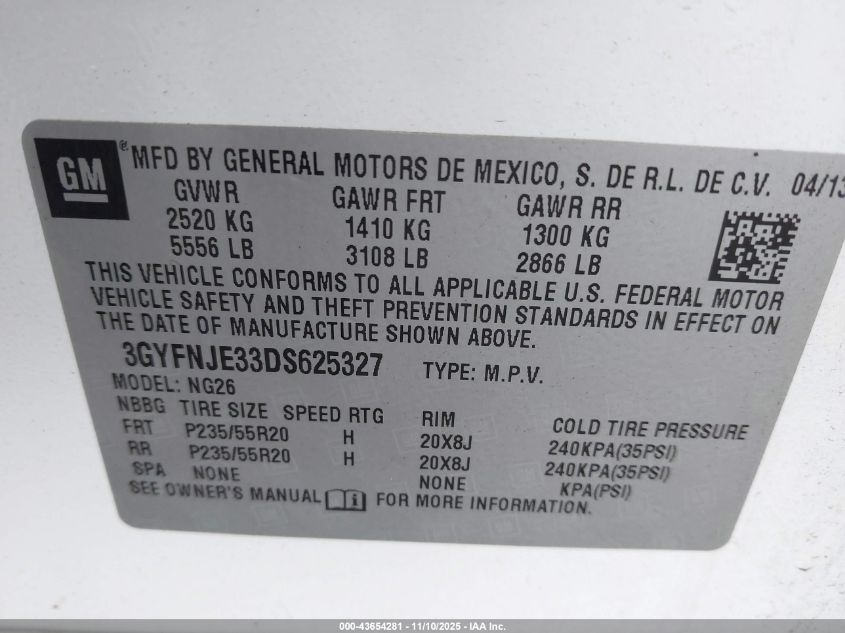 GM ® MFD BY GENERAL MOTORS DE MEXICO, S. DE R.L. DE C.V. 04/13
GVWR GAWR FRT GAWR RR
2520 KG 1410 KG 1300 KG
5556 LB 3108 LB 2866 LB
THIS VEHICLE CONFORMS TO ALL APPLICABLE U.S. FEDERAL MOTOR
VEHICLE SAFETY AND THEFT PREVENTION STANDARDS IN EFFECT ON
THE DATE OF MANUFACTURE SHOWN ABOVE.
3GYFNJE33DS625327 TYPE: M.P.V.
MODEL: NG26
NBBG TIRE SIZE SPEED RTG RIM COLD TIRE PRESSURE
FRT P235/55R20 H 20X8J 240KPA(35PSI)
RR P235/55R20 H 20X8J 240KPA(35PSI)
SPA NONE NONE KPA(PSI)
SEE OWNER'S MANUAL FOR MORE INFORMATION.
000-43654281 - 11/10/2025 - IAA Inc.